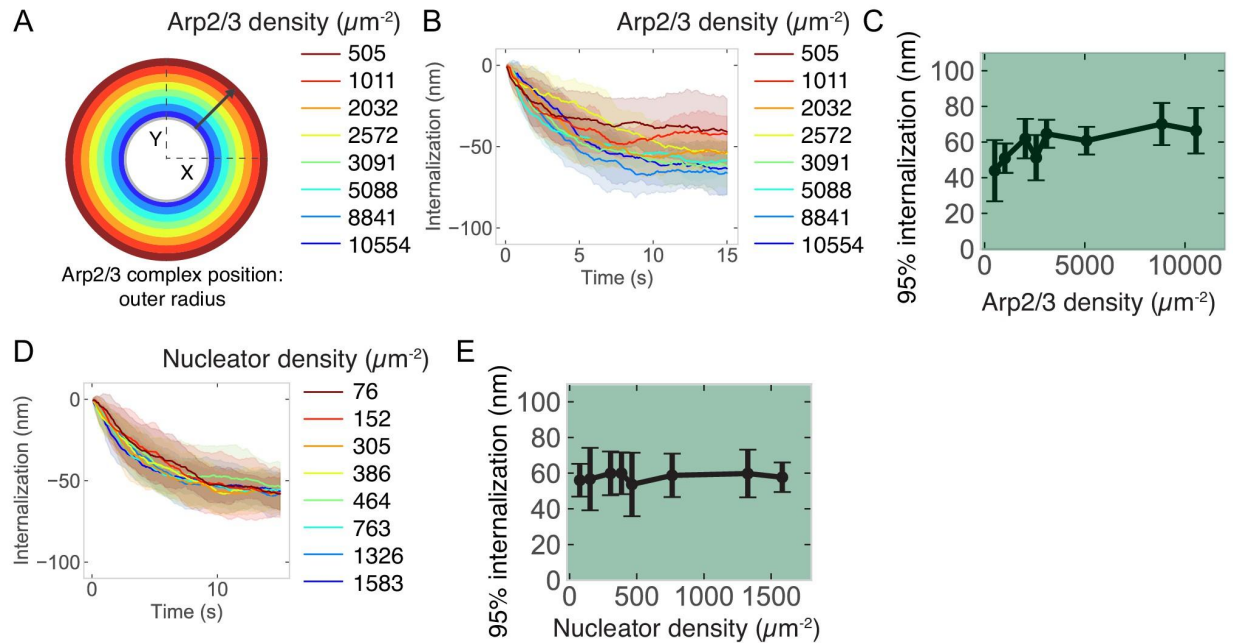 A
Arp2/3 density (µm⁻²)
505
1011
2032
2572
3091
5088
8841
10554
Y
X
Arp2/3 complex position:
outer radius
B
Arp2/3 density (µm⁻²)
505
1011
2032
2572
3091
5088
8841
10554
Internalization (nm)
0
−50
−100
0 5 10 15
Time (s)
C
95% internalization (nm)
100
80
60
40
20
0
0 5000 10000
Arp2/3 density (µm⁻²)
D
Nucleator density (µm⁻²)
76
152
305
386
464
763
1326
1583
Internalization (nm)
0
−50
−100
0 10
Time (s)
E
95% internalization (nm)
100
80
60
40
20
0
0 500 1000 1500
Nucleator density (µm⁻²)